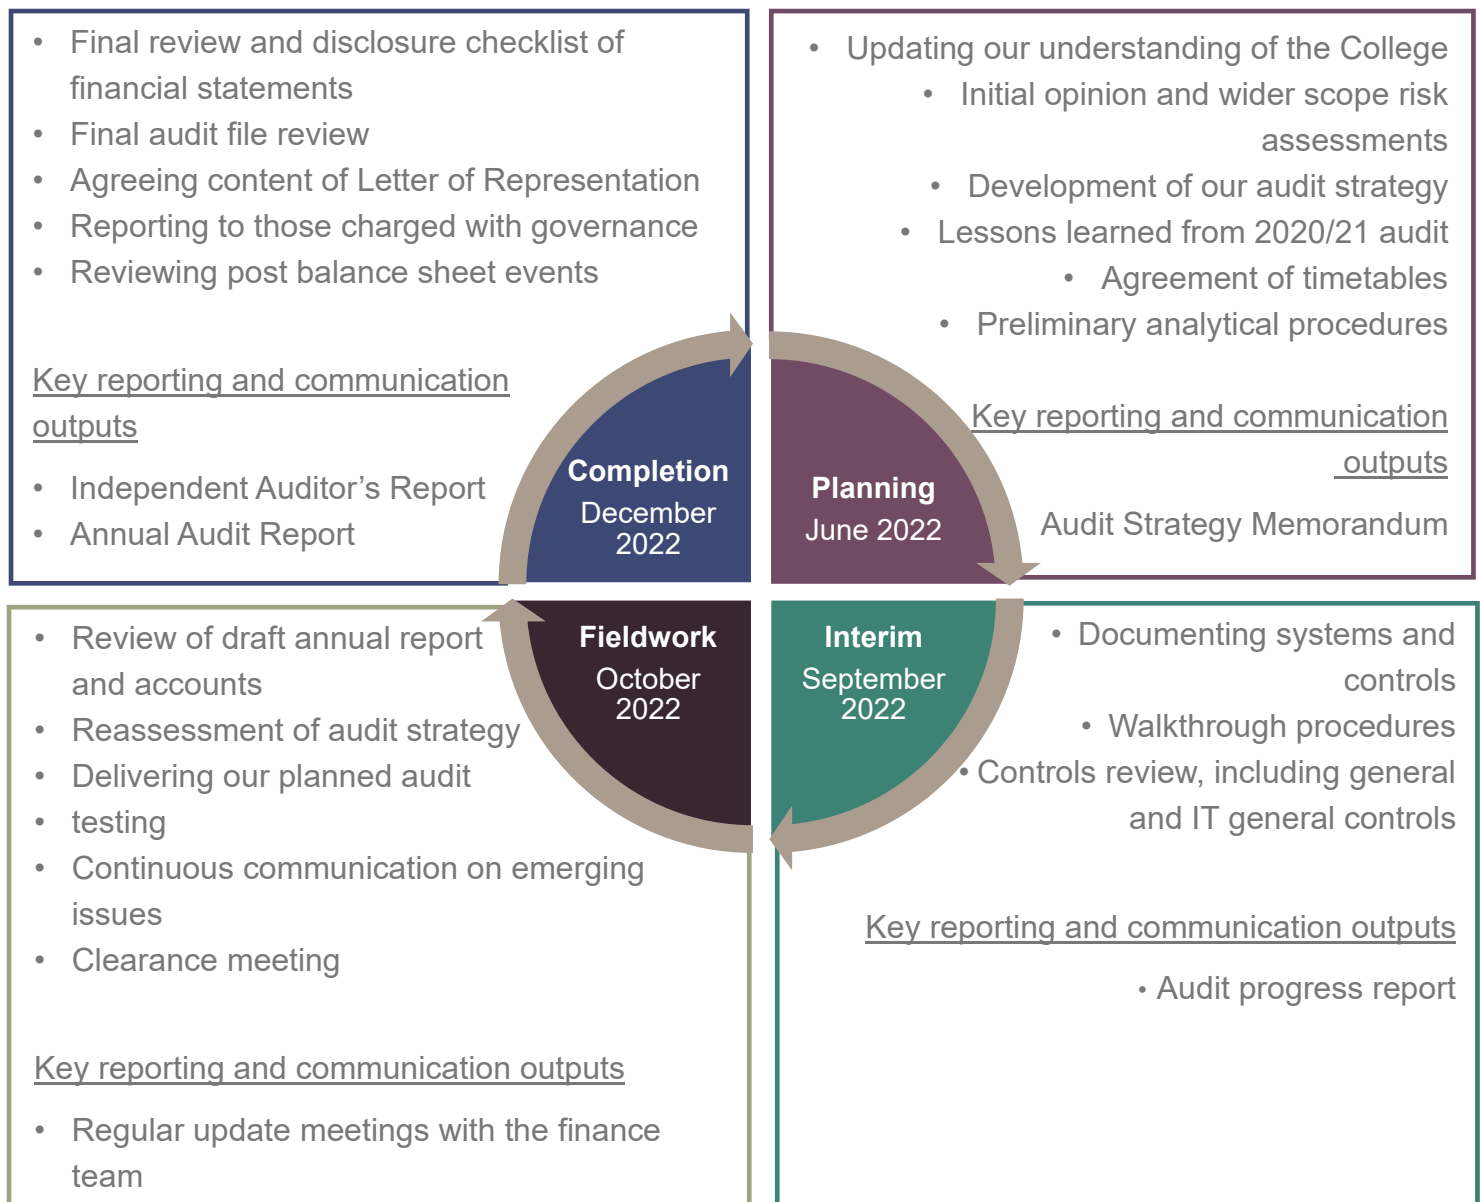 • Final review and disclosure checklist of
financial statements
• Final audit file review
• Agreeing content of Letter of Representation
• Reporting to those charged with governance
• Reviewing post balance sheet events
Key reporting and communication
outputs
• Independent Auditor’s Report
• Annual Audit Report
Completion
December
2022
• Updating our understanding of the College
• Initial opinion and wider scope risk
assessments
• Development of our audit strategy
• Lessons learned from 2020/21 audit
• Agreement of timetables
• Preliminary analytical procedures
Key reporting and communication
outputs
Audit Strategy Memorandum
Planning
June 2022
• Review of draft annual report
and accounts
• Reassessment of audit strategy
• Delivering our planned audit
• testing
• Continuous communication on emerging
issues
• Clearance meeting
Key reporting and communication outputs
• Regular update meetings with the finance
team
Fieldwork
October
2022
Interim
September
2022
• Documenting systems and
controls
• Walkthrough procedures
• Controls review, including general
and IT general controls
Key reporting and communication outputs
• Audit progress report